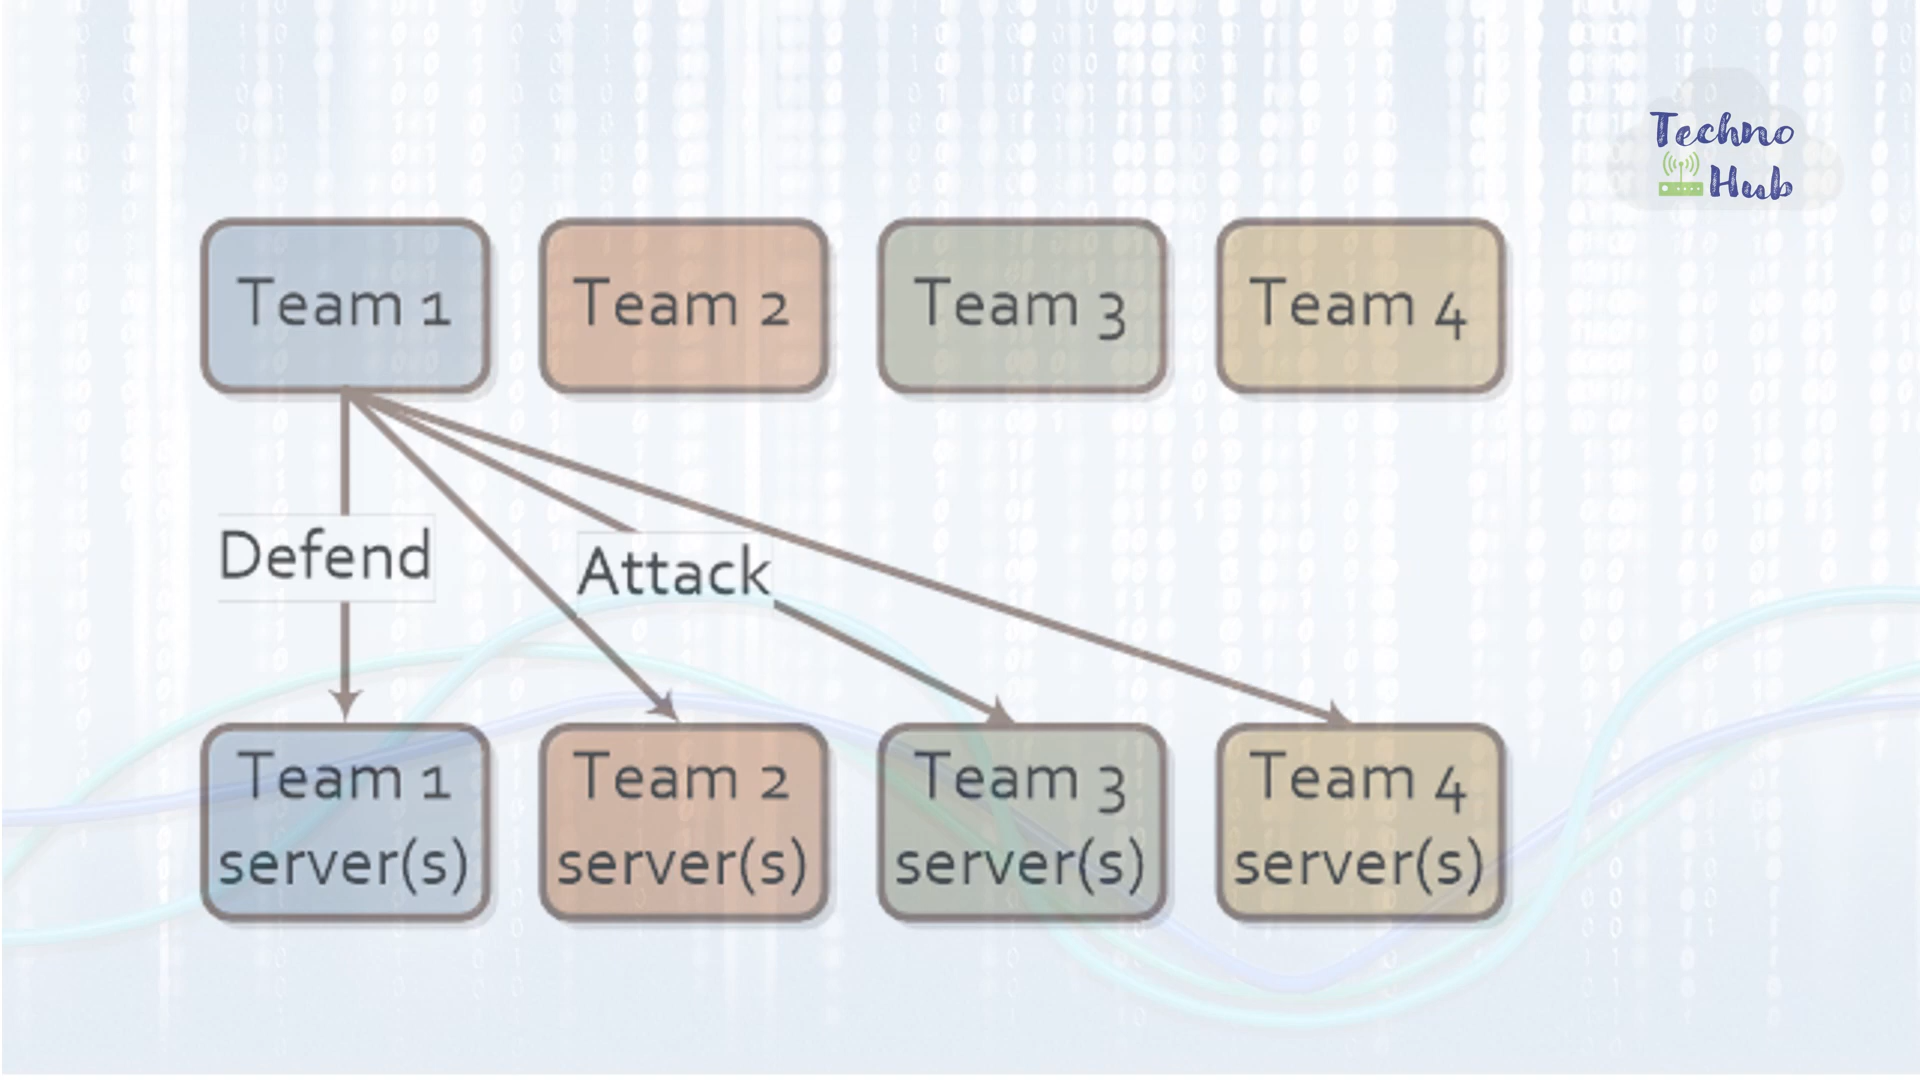 Techno
Hub
Team 1
Team 2
Team 3
Team 4
Defend
Attack
Team 1
server(s)
Team 2
server(s)
Team 3
server(s)
Team 4
server(s)